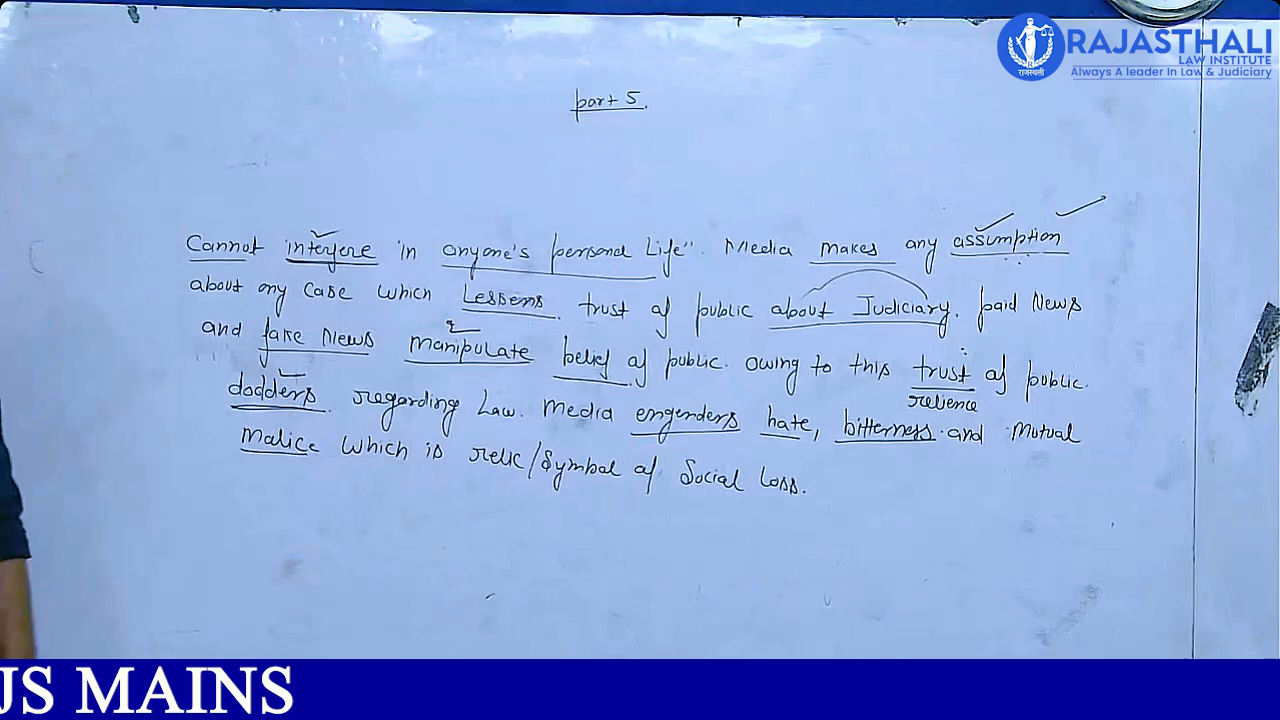 RAJASTHALI
LAW INSTITUTE
राजस्थली
Always A leader In Law & Judiciary
part 5.
Cannot interfere in anyone's personal Life". Media makes any assumption
about any case which Lessens trust of public about Judiciary. paid News
and fake News manipulate belief of public. owing to this trust of public.
relience
dodders regarding Law. Media engenders hate, bitterness and Mutual
Malice which is relic/Symbol of Social Loss.
JS MAINS